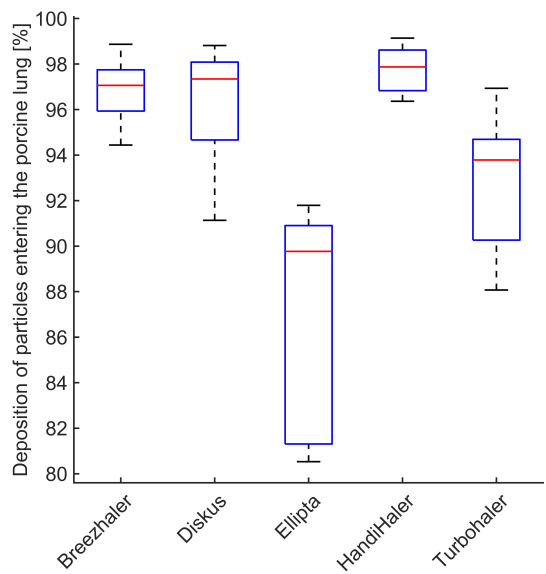 Deposition of particles entering the porcine lung [%]
100
98
96
94
92
90
88
86
84
82
80
Breezhaler
Diskus
Ellipta
HandiHaler
Turbohaler